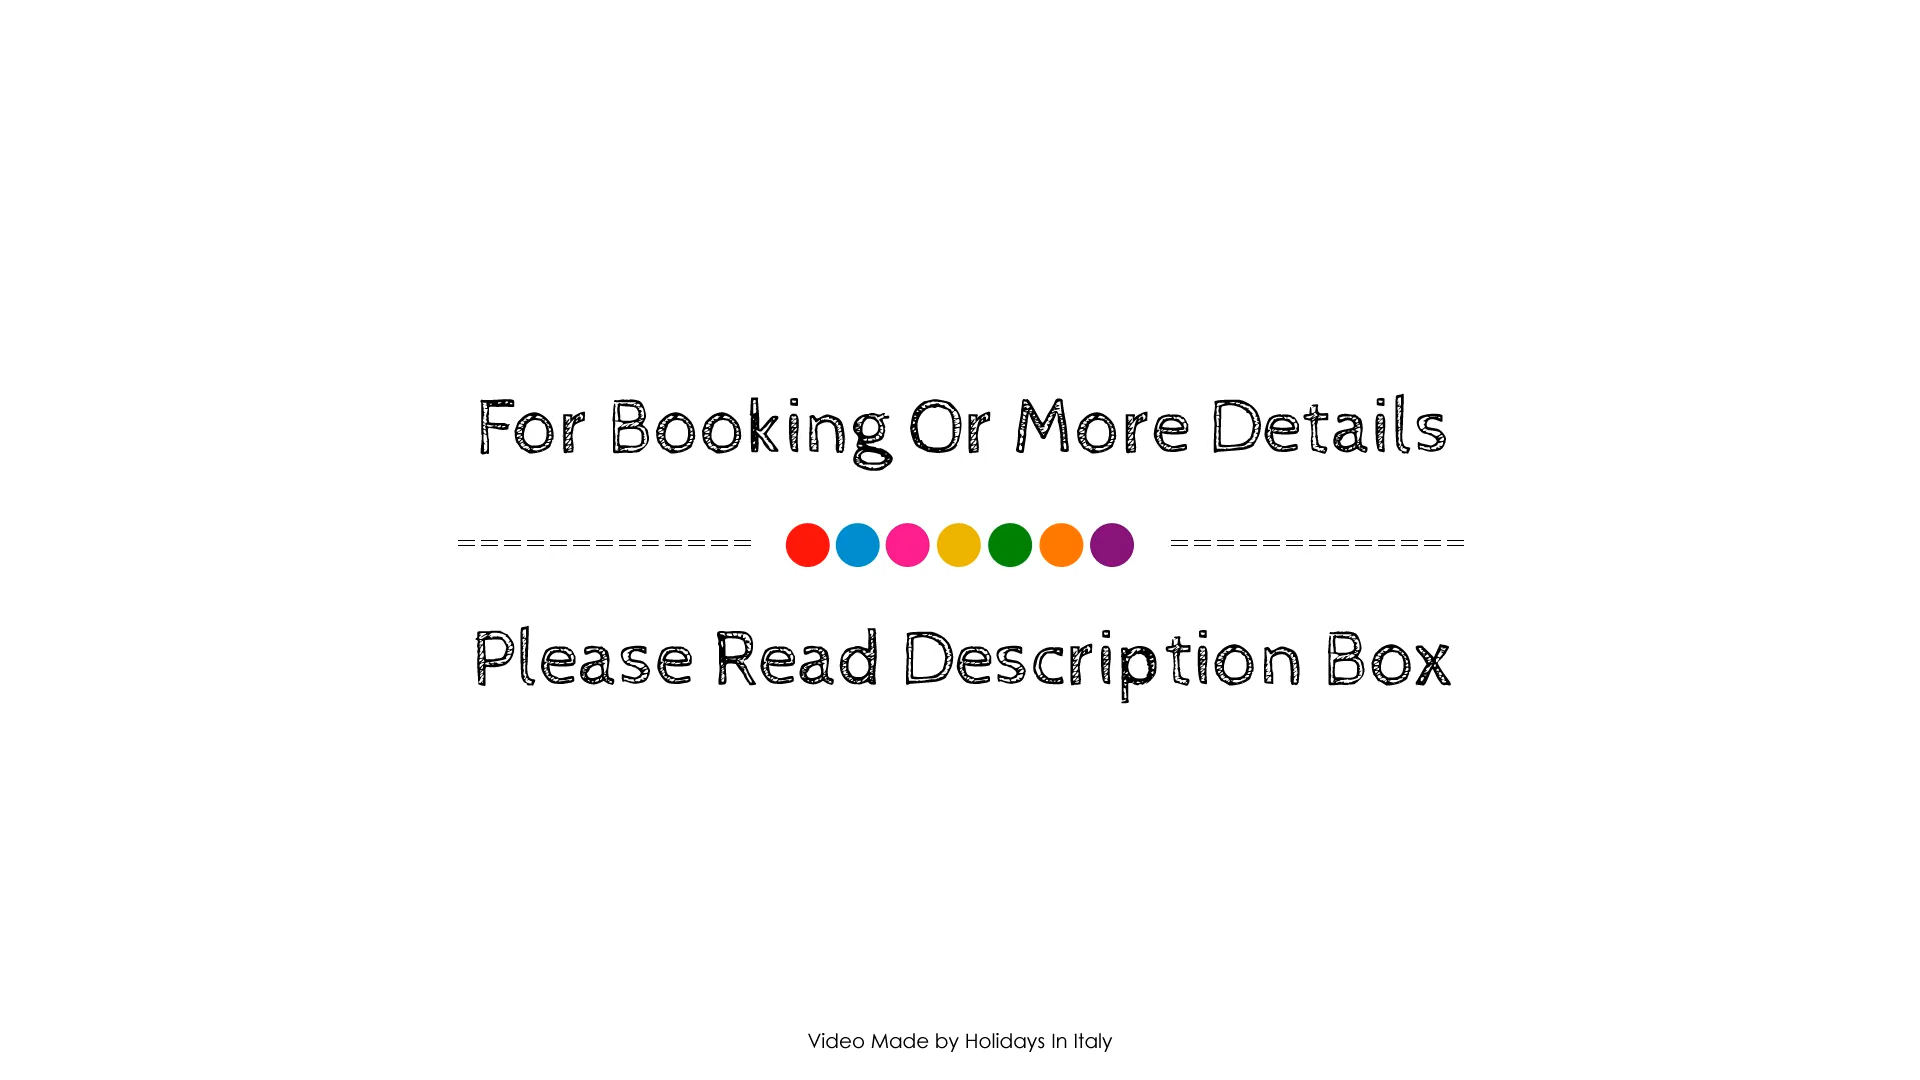 For Booking Or More Details
============= =============
Please Read Description Box
Video Made by Holidays In Italy